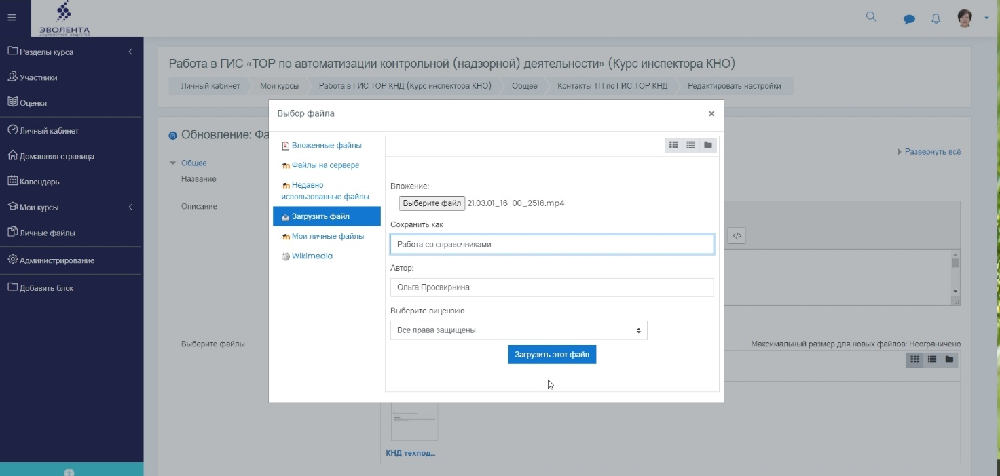 ЭВОЛЕНТА
АКЦИОНЕРНОЕ ОБЩЕСТВО
Разделы курса
Участники
Оценки
Личный кабинет
Домашняя страница
Календарь
Мои курсы
Личные файлы
Администрирование
Добавить блок
Работа в ГИС «ТОР по автоматизации контрольной (надзорной) деятельности» (Курс инспектора КНО)
Личный кабинет
Мои курсы
Работа в ГИС ТОР КНД (Курс инспектора КНО)
Общее
Контакты ТП по ГИС ТОР КНД
Редактировать настройки
Обновление: Фа
Развернуть всё
Общее
Название
Описание
Выберите файлы
Максимальный размер для новых файлов: Неограничено
КНД техпод...
Выбор файла
×
Вложенные файлы
Файлы на сервере
Недавно
использованные файлы
Загрузить файл
Мои личные файлы
Wikimedia
Вложение:
Выберите файл 21.03.01_16-00_2516.mp4
Сохранить как
Работа со справочниками
Автор:
Ольга Просвирнина
Выберите лицензию
Все права защищены
Загрузить этот файл